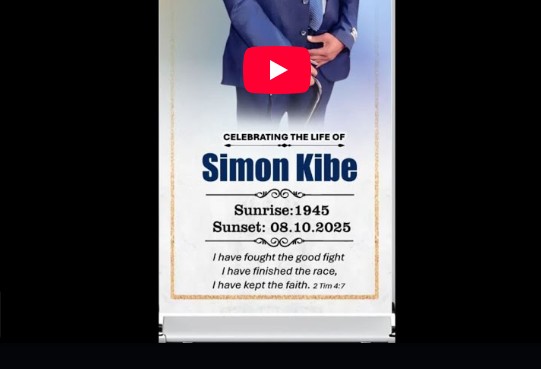 CELEBRATING THE LIFE OF
Simon Kibe
Sunrise:1945
Sunset: 08.10.2025
I have fought the good fight
I have finished the race,
I have kept the faith. 2 Tim 4:7